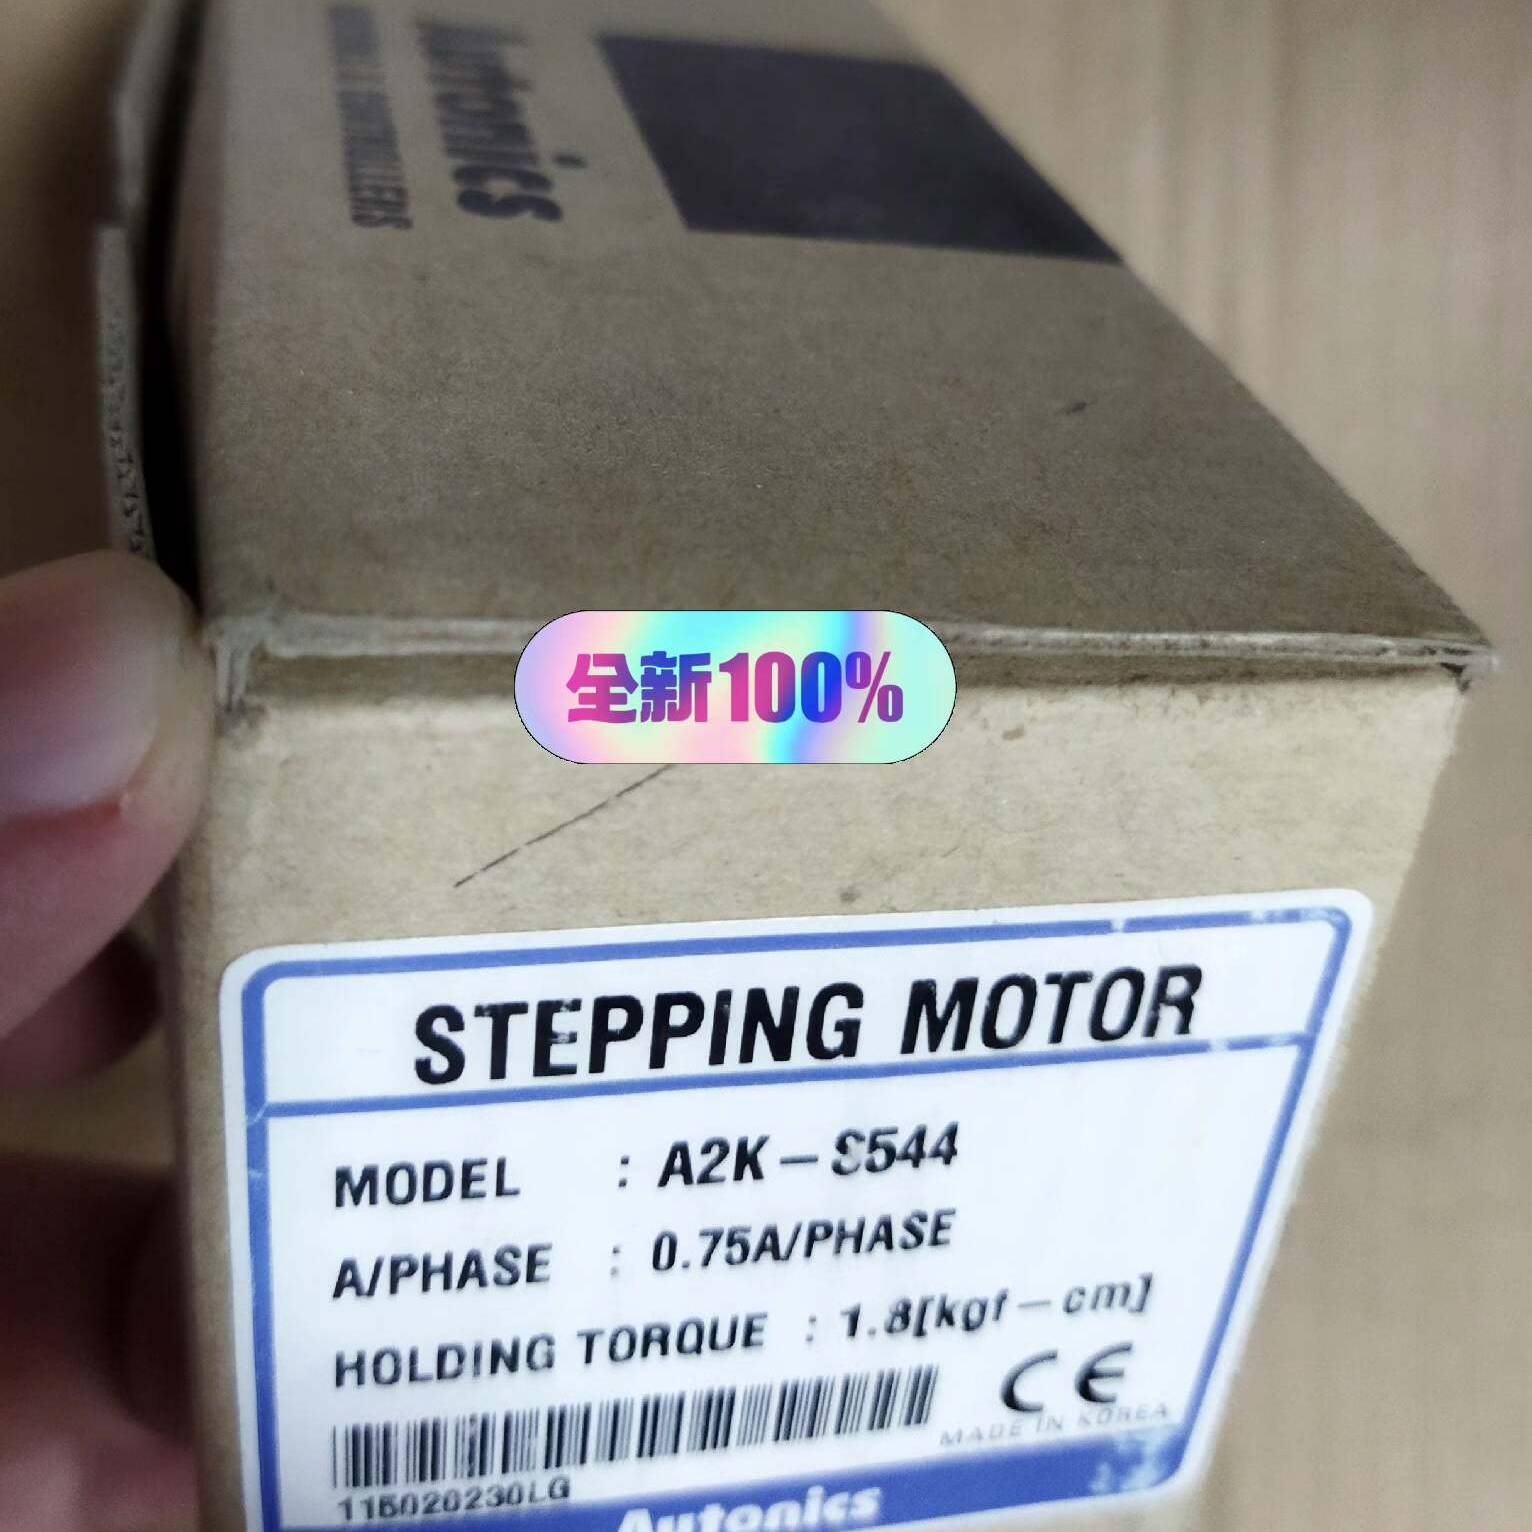 Autonics
CONTROLLERS
全新100%
STEPPING MOTOR
MODEL : A2K-S544
A/PHASE : 0.75A/PHASE
HOLDING TORQUE : 1.8[kgf-cm]
CE
MADE IN KOREA
115020230LG
Autonics